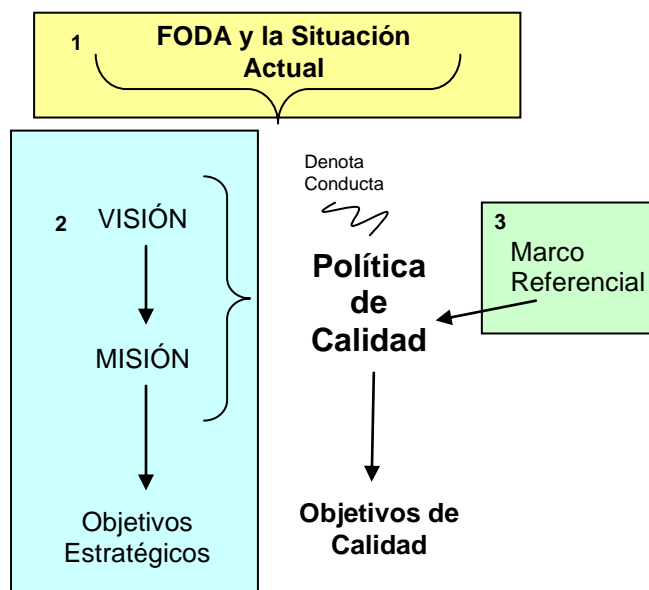 1
FODA y la Situación
Actual
Denota
Conducta
2
VISIÓN
MISIÓN
Objetivos
Estratégicos
Política
de
Calidad
Objetivos de
Calidad
3
Marco
Referencial